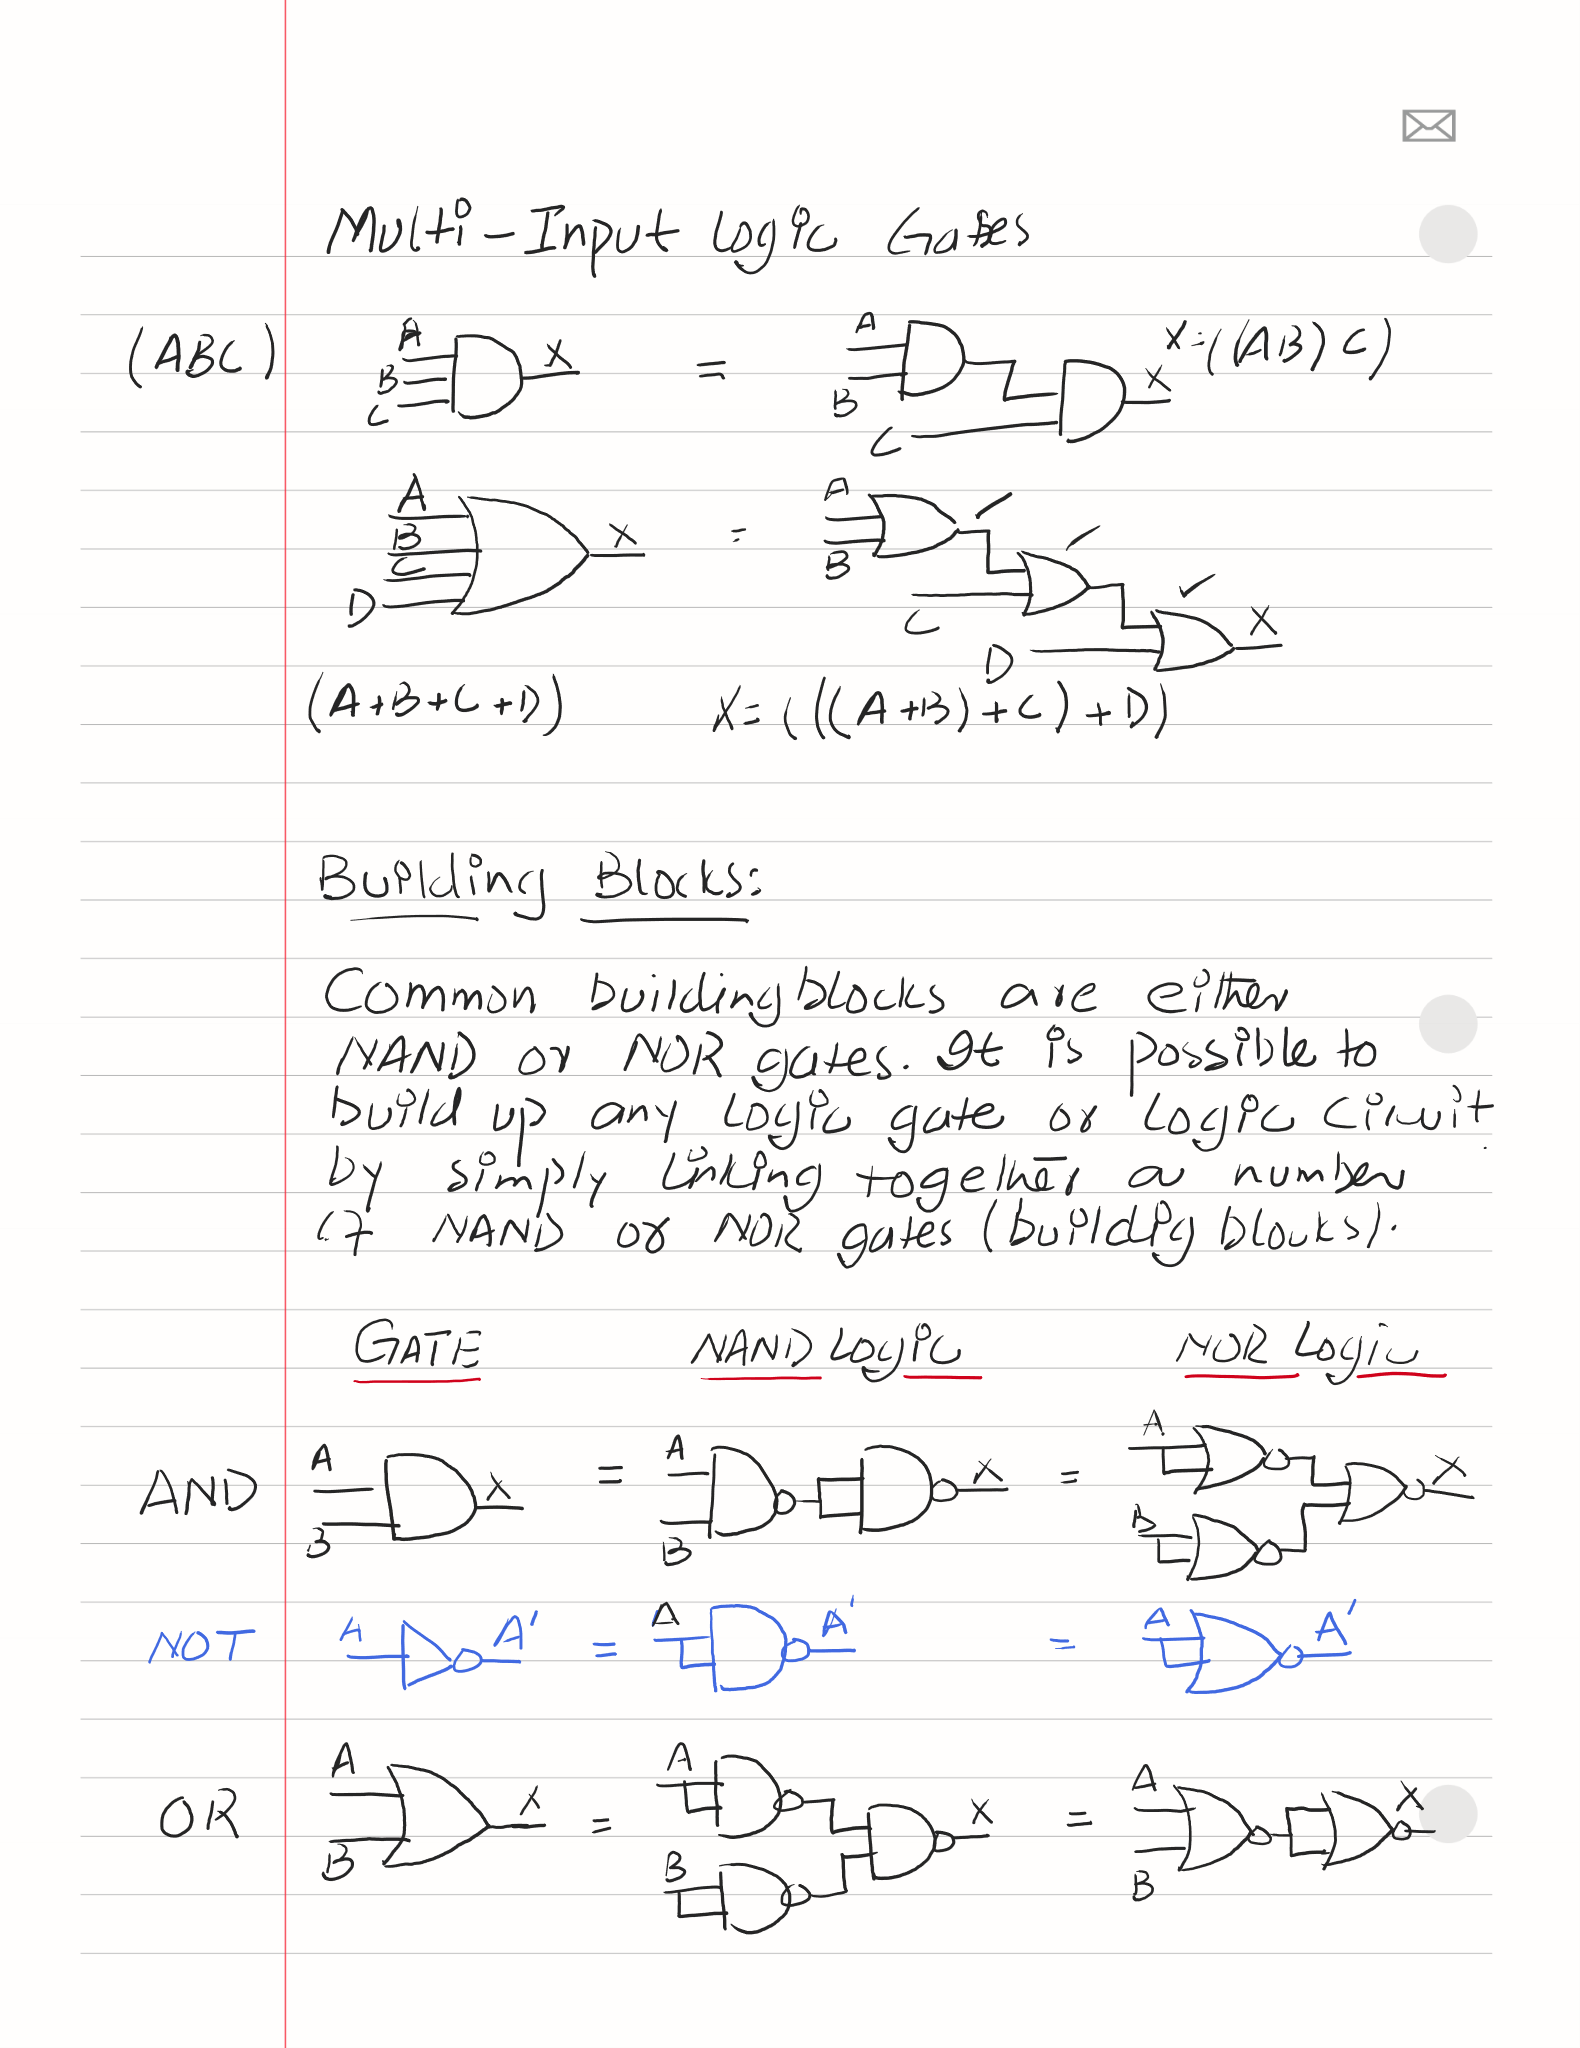 Multi-Input Logic Gates
(ABC) A B C X = A B C X X=((AB)C)
A B C D X = A B C D X
(A+B+C+D) X=(((A+B)+C)+D)
Building Blocks:
Common building blocks are either
NAND or NOR gates. It is possible to
build up any Logic gate or Logic Circuit
by simply linking together a number
of NAND or NOR gates (buildig blocks).
GATE NAND Logic NOR Logic
AND A B X = A B X = A B X
NOT A A' = A A' = A A'
OR A B X = A B X = A B X